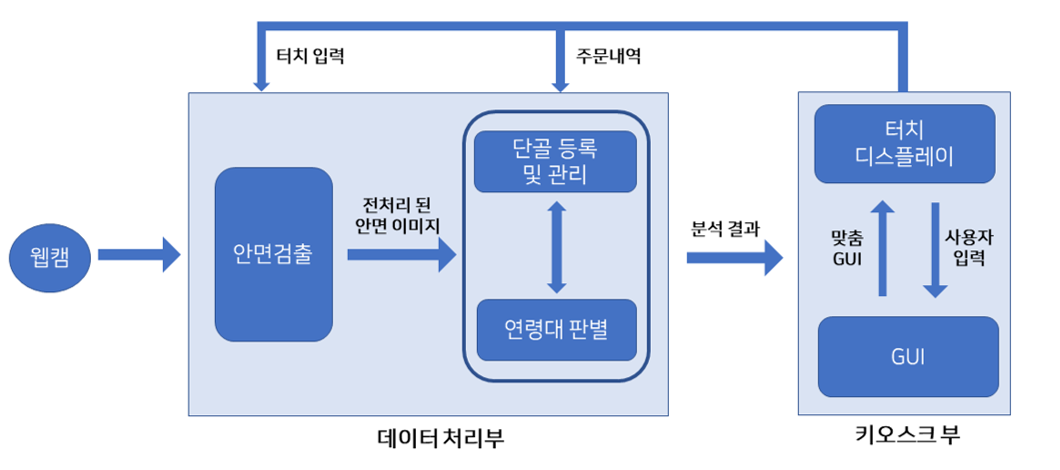 터치 입력
주문내역
웹캠
안면검출
전처리 된
안면 이미지
단골 등록
및 관리
연령대 판별
데이터 처리부
분석 결과
터치
디스플레이
맞춤
GUI
사용자
입력
GUI
키오스크 부